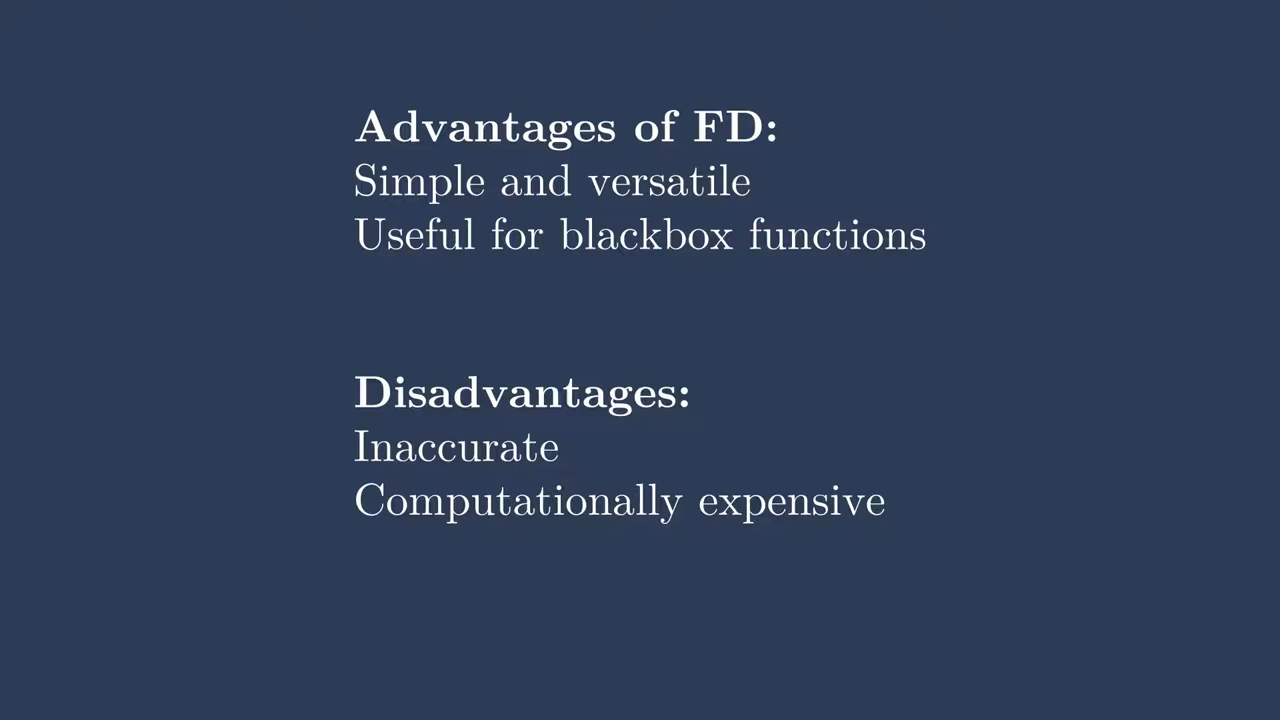 Advantages of FD:
Simple and versatile
Useful for blackbox functions
Disadvantages:
Inaccurate
Computationally expensive